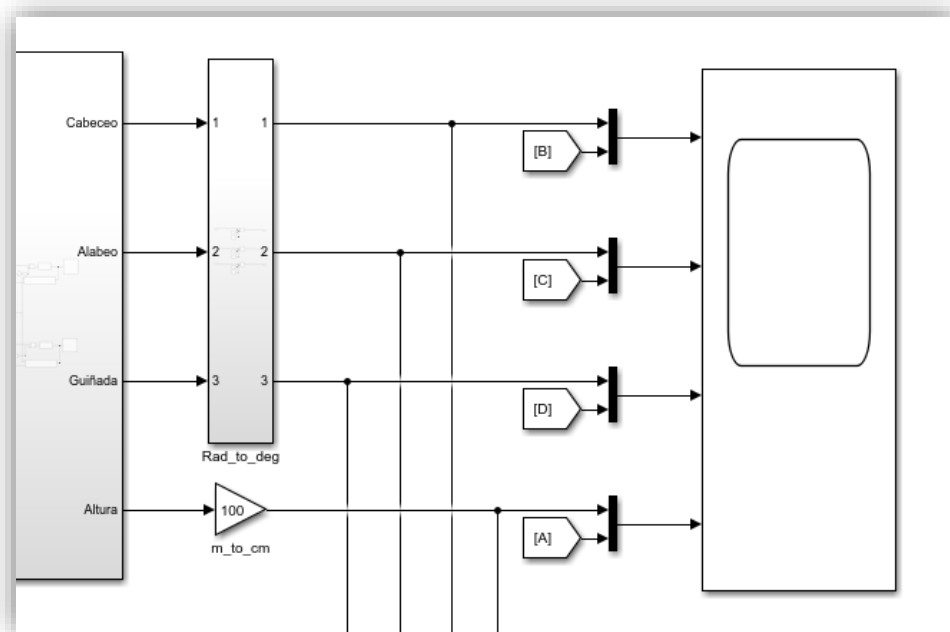 Cabeceo 1 1
[B]
Alabeo 2 2
[C]
Guiñada 3 3
[D]
Rad_to_deg
Altura 100
[A]
m_to_cm